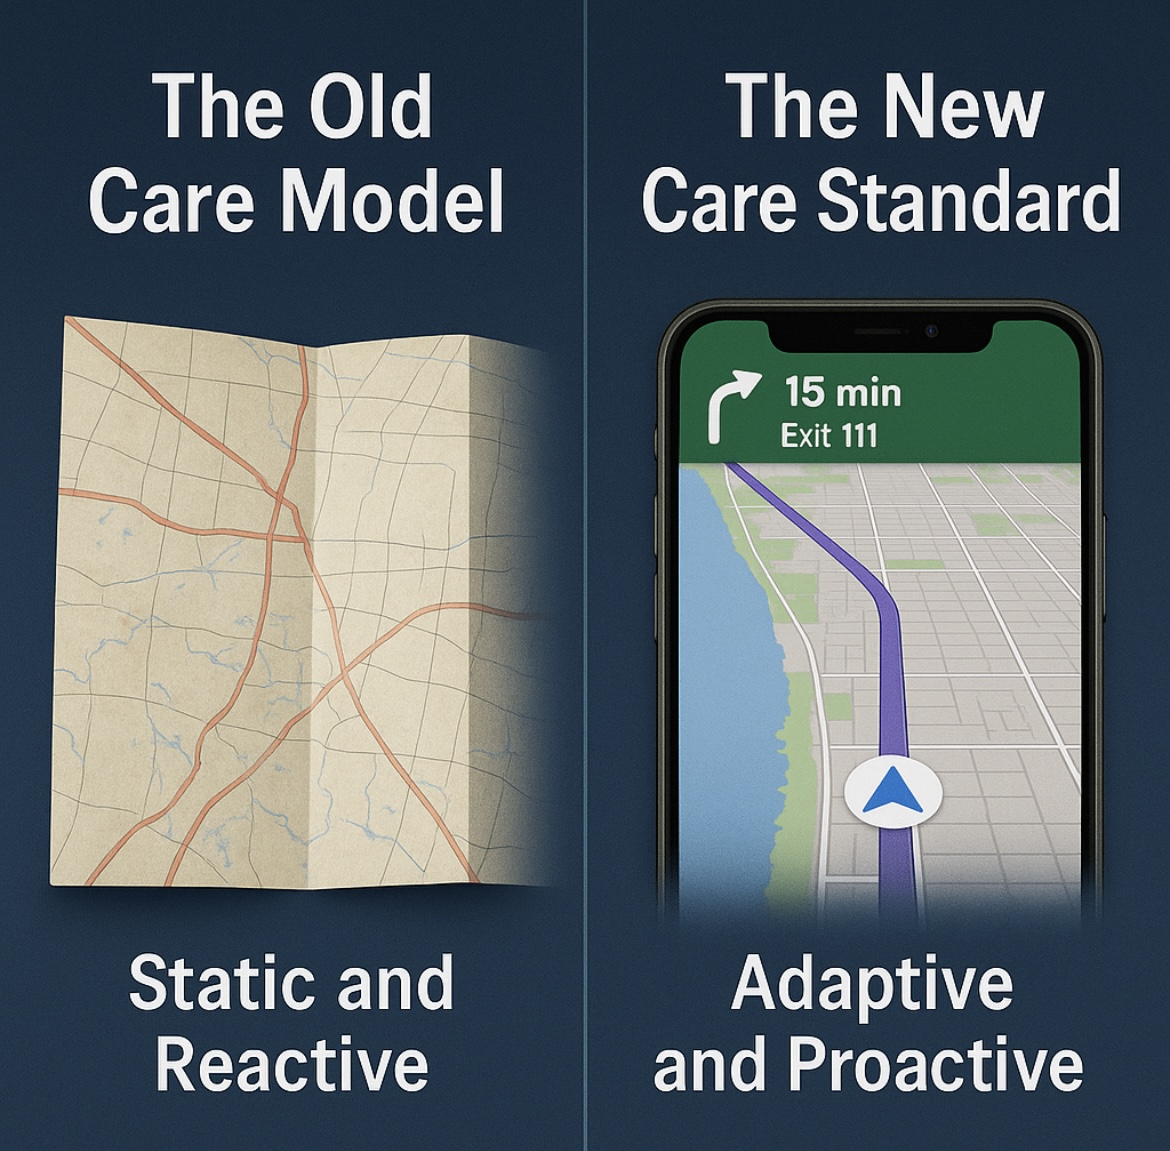 The Old
Care Model
Static and
Reactive
The New
Care Standard
15 min
Exit 111
Adaptive
and Proactive